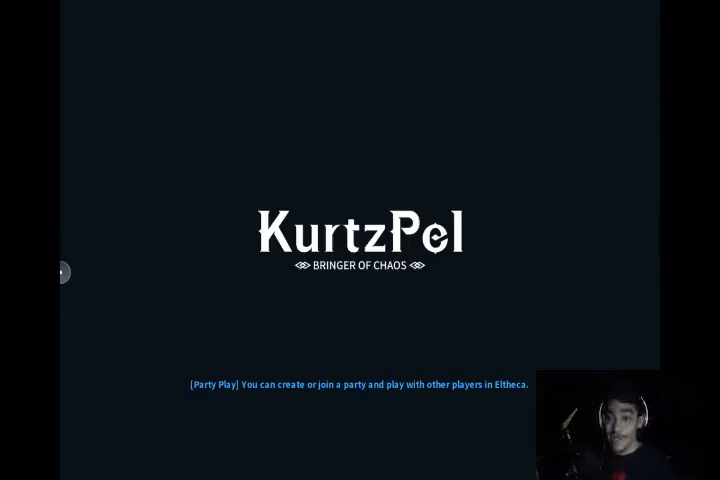 KurtzPel
BRINGER OF CHAOS
[Party Play] You can create or join a party and play with other players in Eltheca.